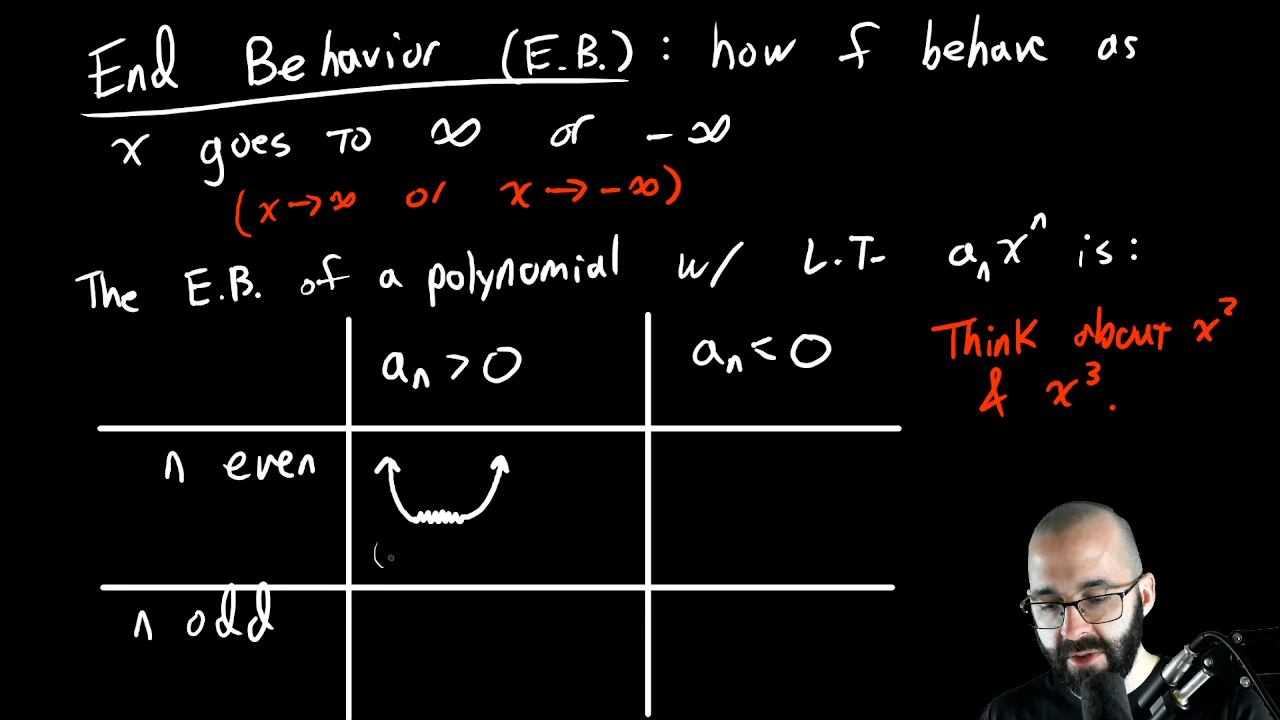 End Behavior (E.B.): how f behave as
x goes to ∞ or -∞
(x→∞ or x→-∞)
The E.B. of a polynomial w/ L.T. aₙxⁿ is:
Think about x²
& x³.
aₙ > 0
aₙ < 0
n even
(
n odd